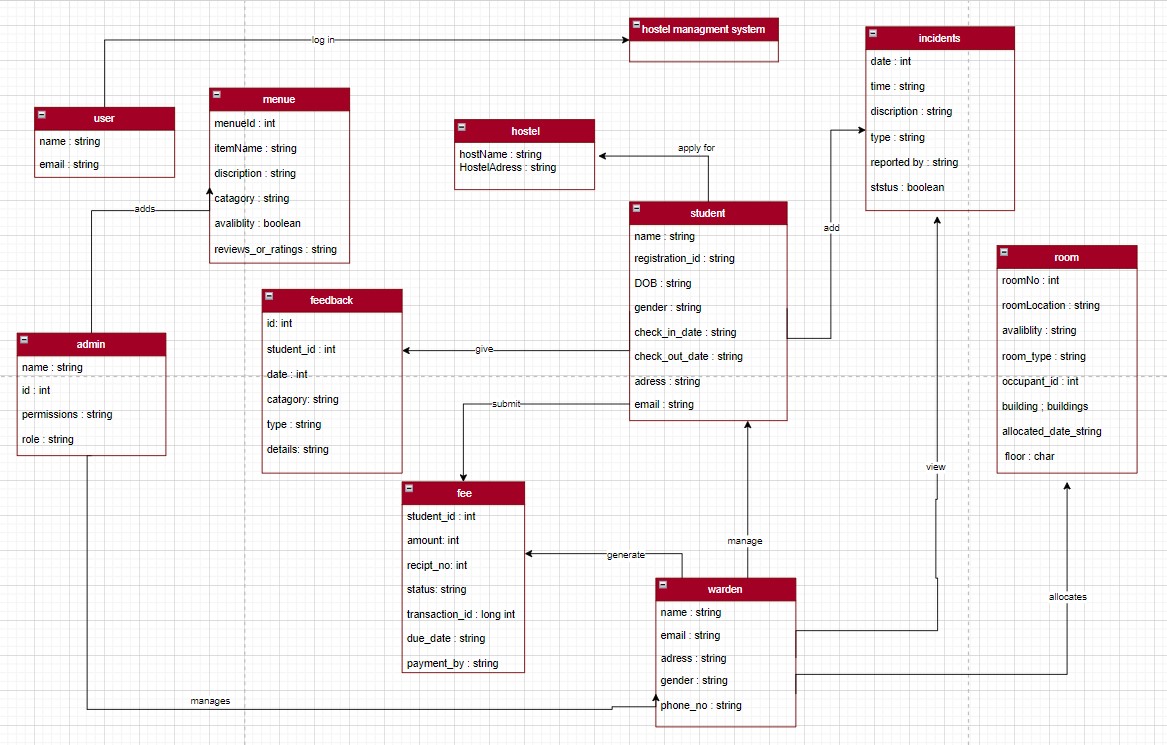 hostel managment system
log in
user
name : string
email : string
menue
menueId : int
itemName : string
discription : string
catagory : string
avaliblity : boolean
reviews_or_ratings : string
adds
hostel
hostName : string
HostelAdress : string
apply for
incidents
date : int
time : string
discription : string
type : string
reported by : string
ststus : boolean
add
student
name : string
registration_id : string
DOB : string
gender : string
check_in_date : string
check_out_date : string
adress : string
email : string
room
roomNo : int
roomLocation : string
avaliblity : string
room_type : string
occupant_id : int
building ; buildings
allocated_date_string
floor : char
feedback
id: int
student_id : int
date : int
catagory: string
type : string
details: string
give
submit
admin
name : string
id : int
permissions : string
role : string
view
fee
student_id : int
amount: int
recipt_no: int
status: string
transaction_id : long int
due_date : string
payment_by : string
generate
manage
warden
name : string
email : string
adress : string
gender : string
phone_no : string
allocates
manages